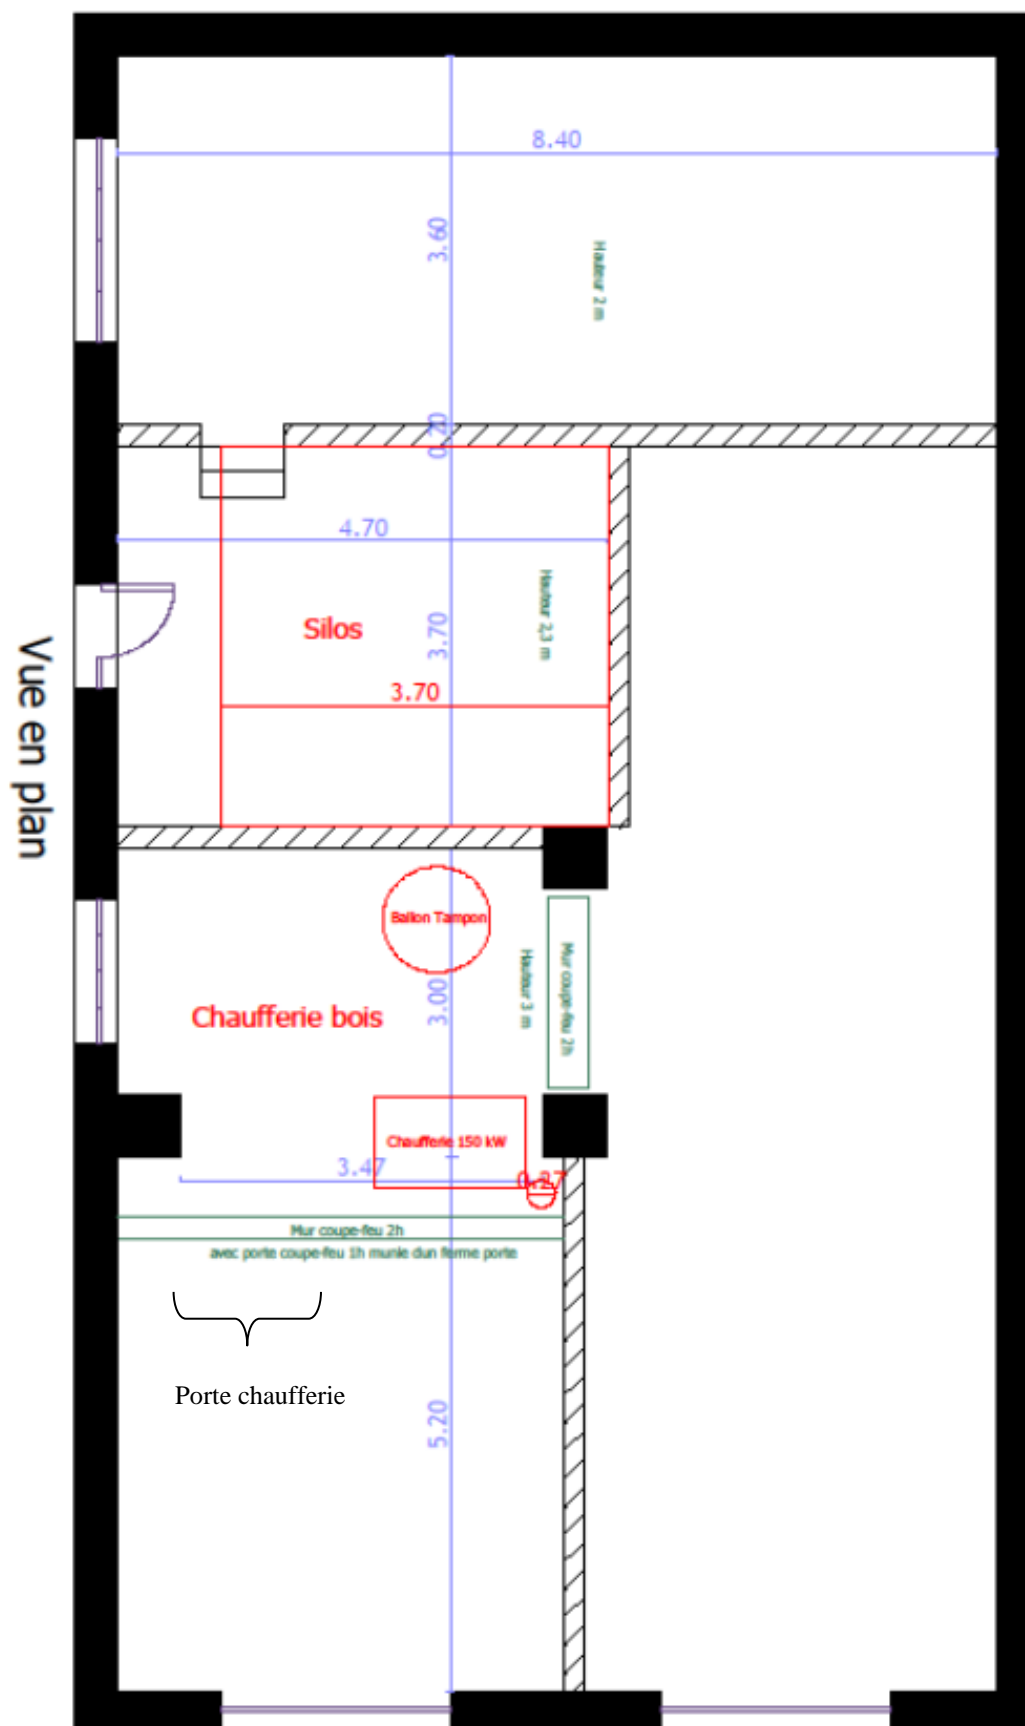 8.40
3.60
Hauteur 2 m
0.20
4.70
Hauteur 2,3 m
Silos
3.70
3.70
Vue en plan
Ballon Tampon
Mur coupe-feu 2h
Hauteur 3 m
3.00
Chaufferie bois
Chaufferie 150 kW
3.47
0.27
Mur coupe-feu 2h
avec porte coupe-feu 1h munie dun ferme porte
Porte chaufferie
5.20